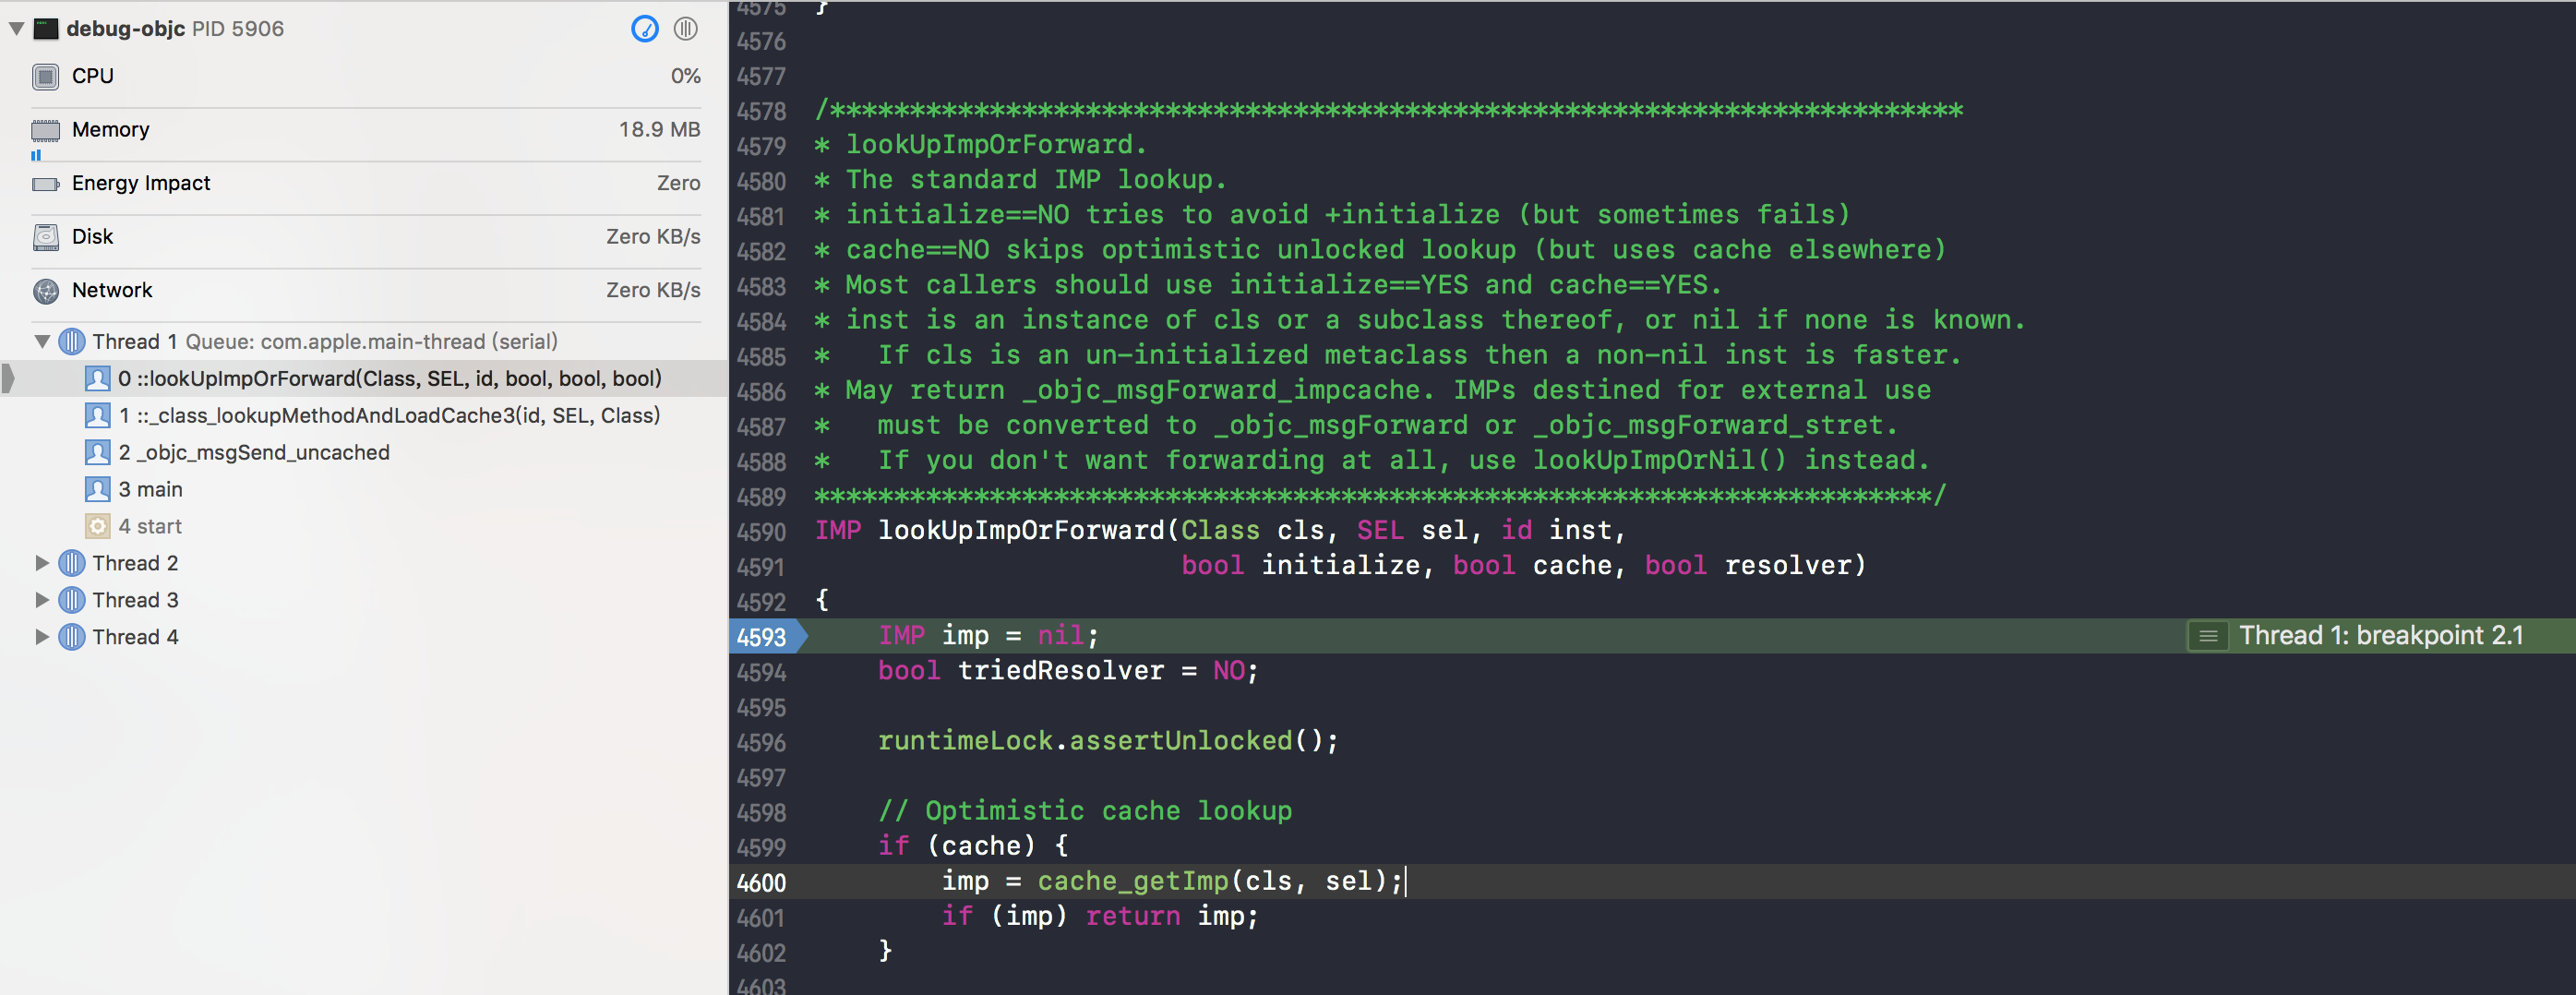 debug-objc PID 5906
CPU 0%
Memory 18.9 MB
Energy Impact Zero
Disk Zero KB/s
Network Zero KB/s
Thread 1 Queue: com.apple.main-thread (serial)
0 ::lookUpImpOrForward(Class, SEL, id, bool, bool, bool)
1 ::_class_lookupMethodAndLoadCache3(id, SEL, Class)
2 _objc_msgSend_uncached
3 main
4 start
Thread 2
Thread 3
Thread 4
4575 }
4576
4577
4578 /***********************************************************************
4579 * lookUpImpOrForward.
4580 * The standard IMP lookup.
4581 * initialize==NO tries to avoid +initialize (but sometimes fails)
4582 * cache==NO skips optimistic unlocked lookup (but uses cache elsewhere)
4583 * Most callers should use initialize==YES and cache==YES.
4584 * inst is an instance of cls or a subclass thereof, or nil if none is known.
4585 *   If cls is an un-initialized metaclass then a non-nil inst is faster.
4586 * May return _objc_msgForward_impcache. IMPs destined for external use
4587 *   must be converted to _objc_msgForward or _objc_msgForward_stret.
4588 *   If you don't want forwarding at all, use lookUpImpOrNil() instead.
4589 **********************************************************************/
4590 IMP lookUpImpOrForward(Class cls, SEL sel, id inst,
4591                        bool initialize, bool cache, bool resolver)
4592 {
4593     IMP imp = nil; Thread 1: breakpoint 2.1
4594     bool triedResolver = NO;
4595
4596     runtimeLock.assertUnlocked();
4597
4598     // Optimistic cache lookup
4599     if (cache) {
4600         imp = cache_getImp(cls, sel);
4601         if (imp) return imp;
4602     }
4603